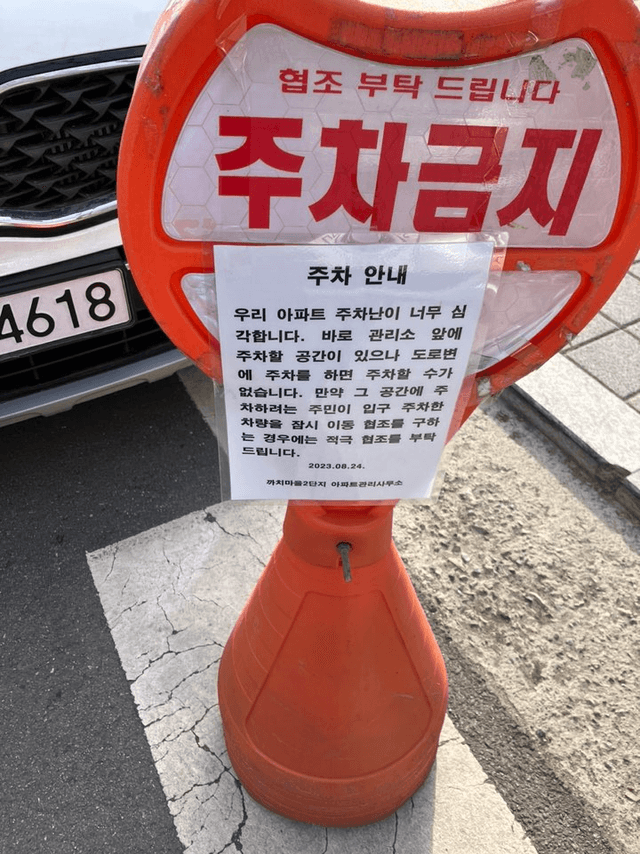 협조 부탁 드립니다
주차금지
주차 안내
우리 아파트 주차난이 너무 심
각합니다. 바로 관리소 앞에
주차할 공간이 있으나 도로변
에 주차를 하면 주차할 수가
없습니다. 만약 그 공간에 주
차하려는 주민이 입구 주차한
차량을 잠시 이동 협조를 구하
는 경우에는 적극 협조를 부탁
드립니다.
2023.08.24.
까치마을2단지 아파트관리사무소
4618